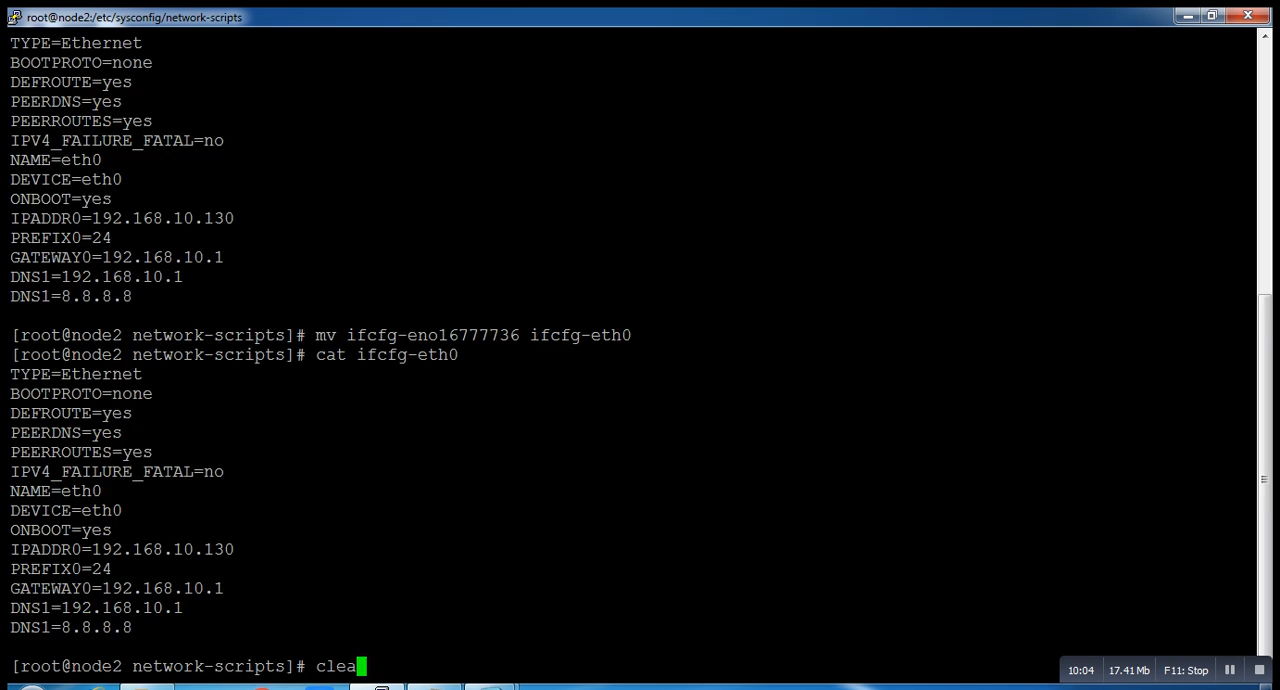 root@node2:/etc/sysconfig/network-scripts
TYPE=Ethernet
BOOTPROTO=none
DEFROUTE=yes
PEERDNS=yes
PEERROUTES=yes
IPV4_FAILURE_FATAL=no
NAME=eth0
DEVICE=eth0
ONBOOT=yes
IPADDR0=192.168.10.130
PREFIX0=24
GATEWAY0=192.168.10.1
DNS1=192.168.10.1
DNS1=8.8.8.8
[root@node2 network-scripts]# mv ifcfg-eno16777736 ifcfg-eth0
[root@node2 network-scripts]# cat ifcfg-eth0
TYPE=Ethernet
BOOTPROTO=none
DEFROUTE=yes
PEERDNS=yes
PEERROUTES=yes
IPV4_FAILURE_FATAL=no
NAME=eth0
DEVICE=eth0
ONBOOT=yes
IPADDR0=192.168.10.130
PREFIX0=24
GATEWAY0=192.168.10.1
DNS1=192.168.10.1
DNS1=8.8.8.8
[root@node2 network-scripts]# clea
10:04 17.41 Mb F11: Stop